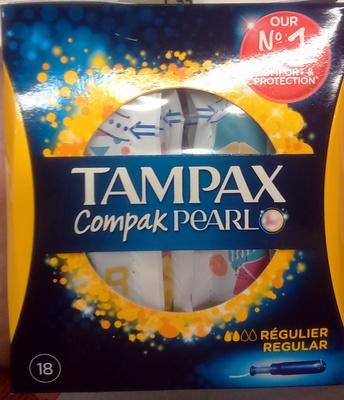 OUR
No1
COMFORT &
PROTECTION*
TAMPAX
Compak PEARL
RÉGULIER
REGULAR
18